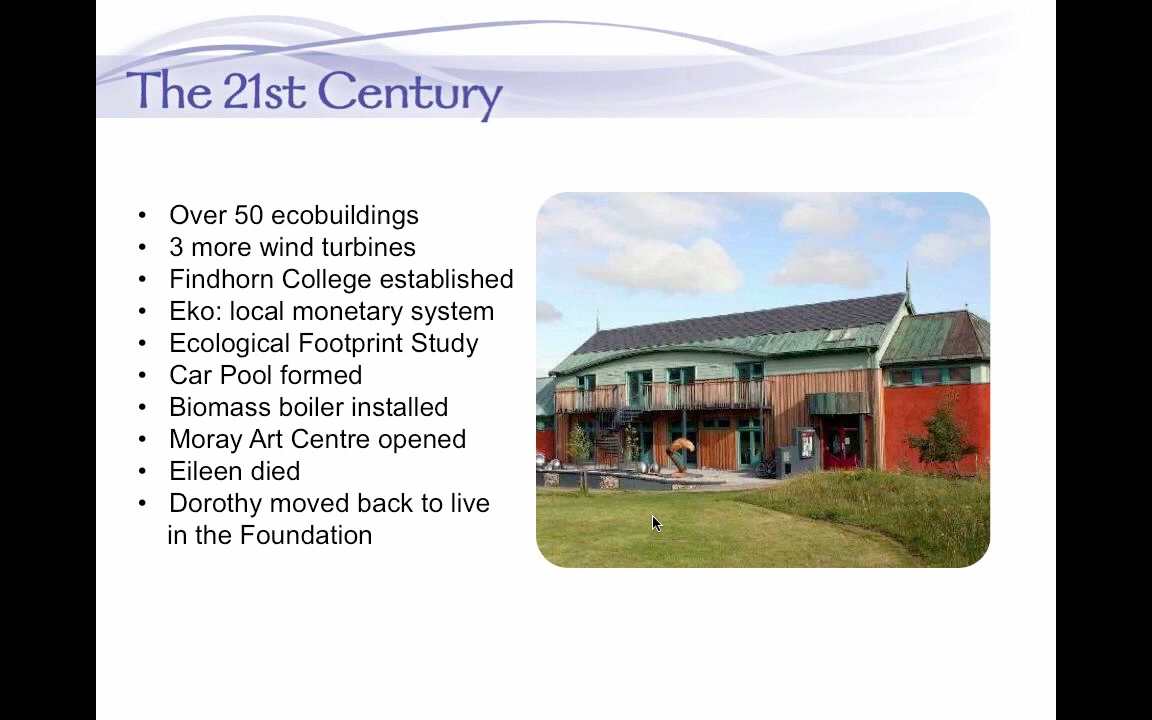 The 21st Century
• Over 50 ecobuildings
• 3 more wind turbines
• Findhorn College established
• Eko: local monetary system
• Ecological Footprint Study
• Car Pool formed
• Biomass boiler installed
• Moray Art Centre opened
• Eileen died
• Dorothy moved back to live
in the Foundation